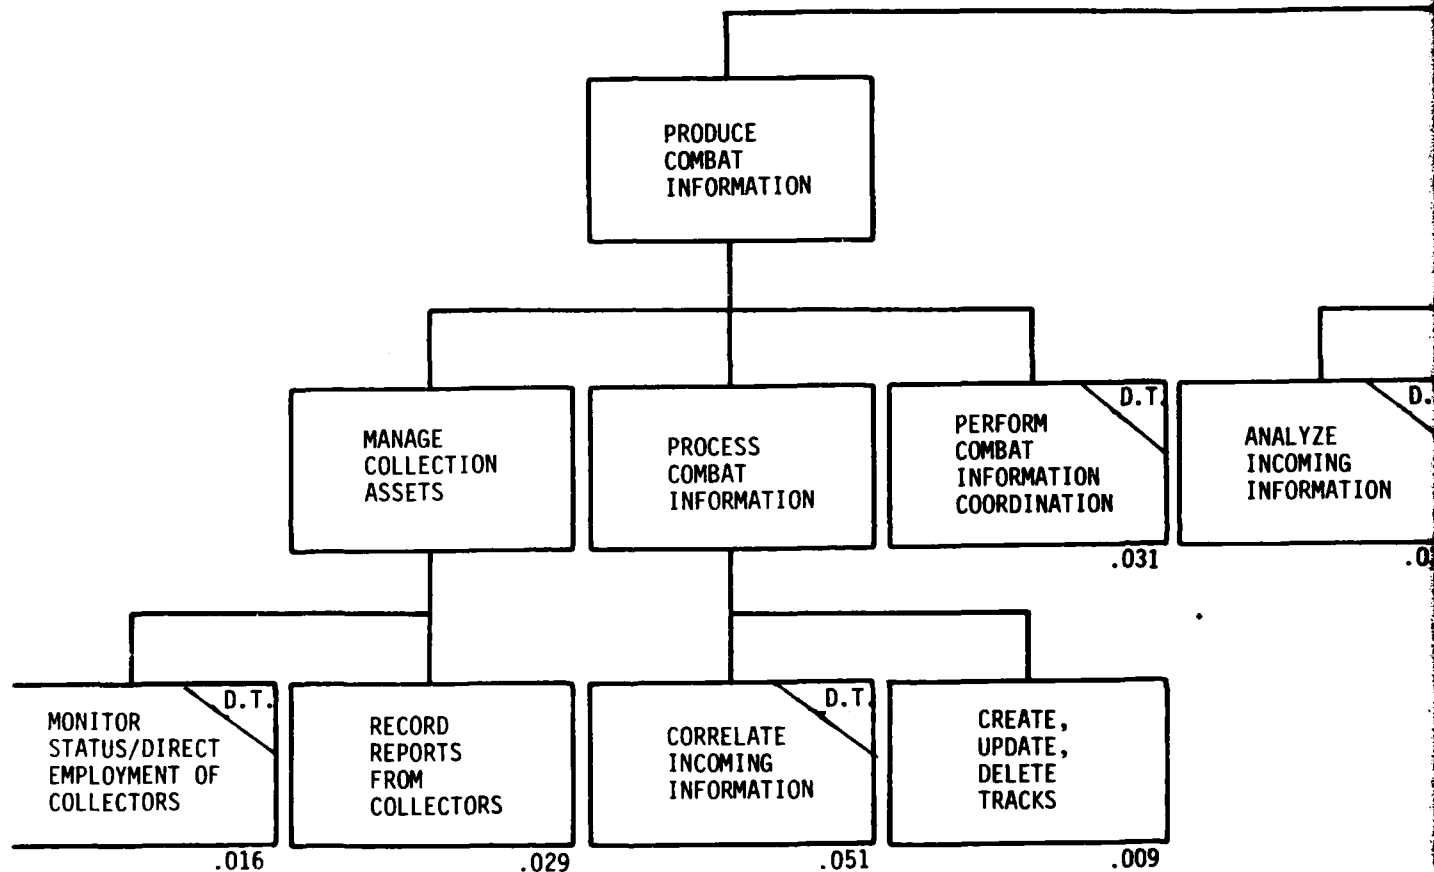 PRODUCE
COMBAT
INFORMATION
MANAGE
COLLECTION
ASSETS
PROCESS
COMBAT
INFORMATION
D.T.
PERFORM
COMBAT
INFORMATION
COORDINATION
.031
D.
ANALYZE
INCOMING
INFORMATION
.0
D.T.
MONITOR
STATUS/DIRECT
EMPLOYMENT OF
COLLECTORS
.016
RECORD
REPORTS
FROM
COLLECTORS
.029
D.T.
CORRELATE
INCOMING
INFORMATION
.051
CREATE,
UPDATE,
DELETE
TRACKS
.009